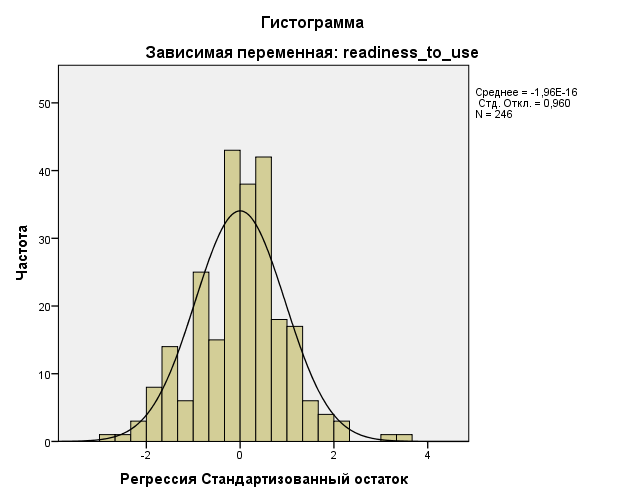 Гистограмма
Зависимая переменная: readiness_to_use
Среднее = -1,96E-16
Стд. Откл. = 0,960
N = 246
Частота
50
40
30
20
10
0
-2 0 2 4
Регрессия Стандартизованный остаток